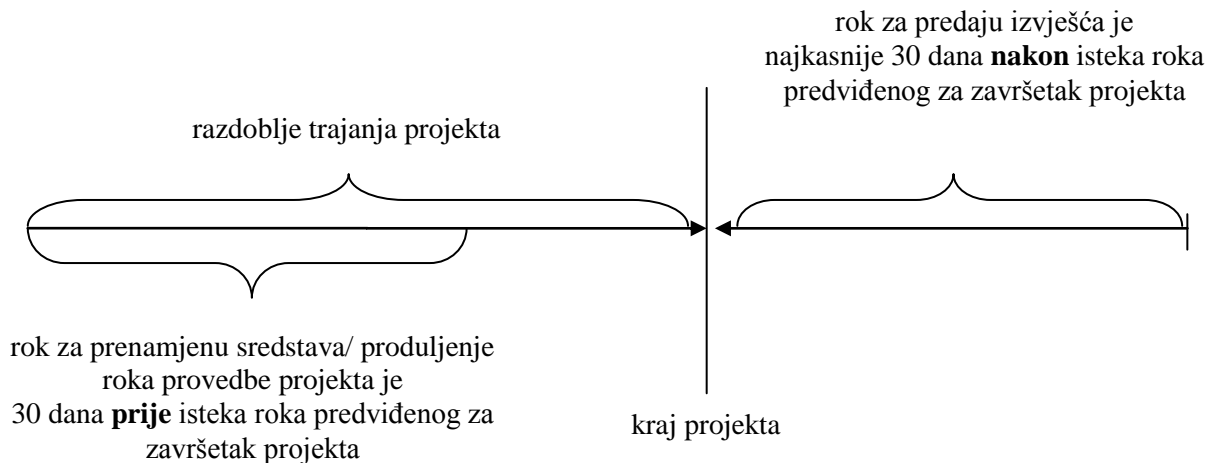 rok za predaju izvješća je
najkasnije 30 dana nakon isteka roka
predviđenog za završetak projekta
razdoblje trajanja projekta
rok za prenamjenu sredstava/ produljenje
roka provedbe projekta je
30 dana prije isteka roka predviđenog za
završetak projekta
kraj projekta